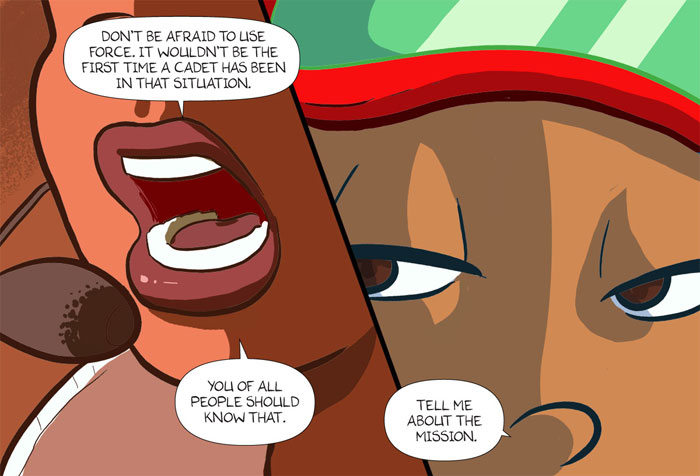 DON'T BE AFRAID TO USE
FORCE. IT WOULDN'T BE THE
FIRST TIME A CADET HAS BEEN
IN THAT SITUATION.
YOU OF ALL
PEOPLE SHOULD
KNOW THAT.
TELL ME
ABOUT THE
MISSION.